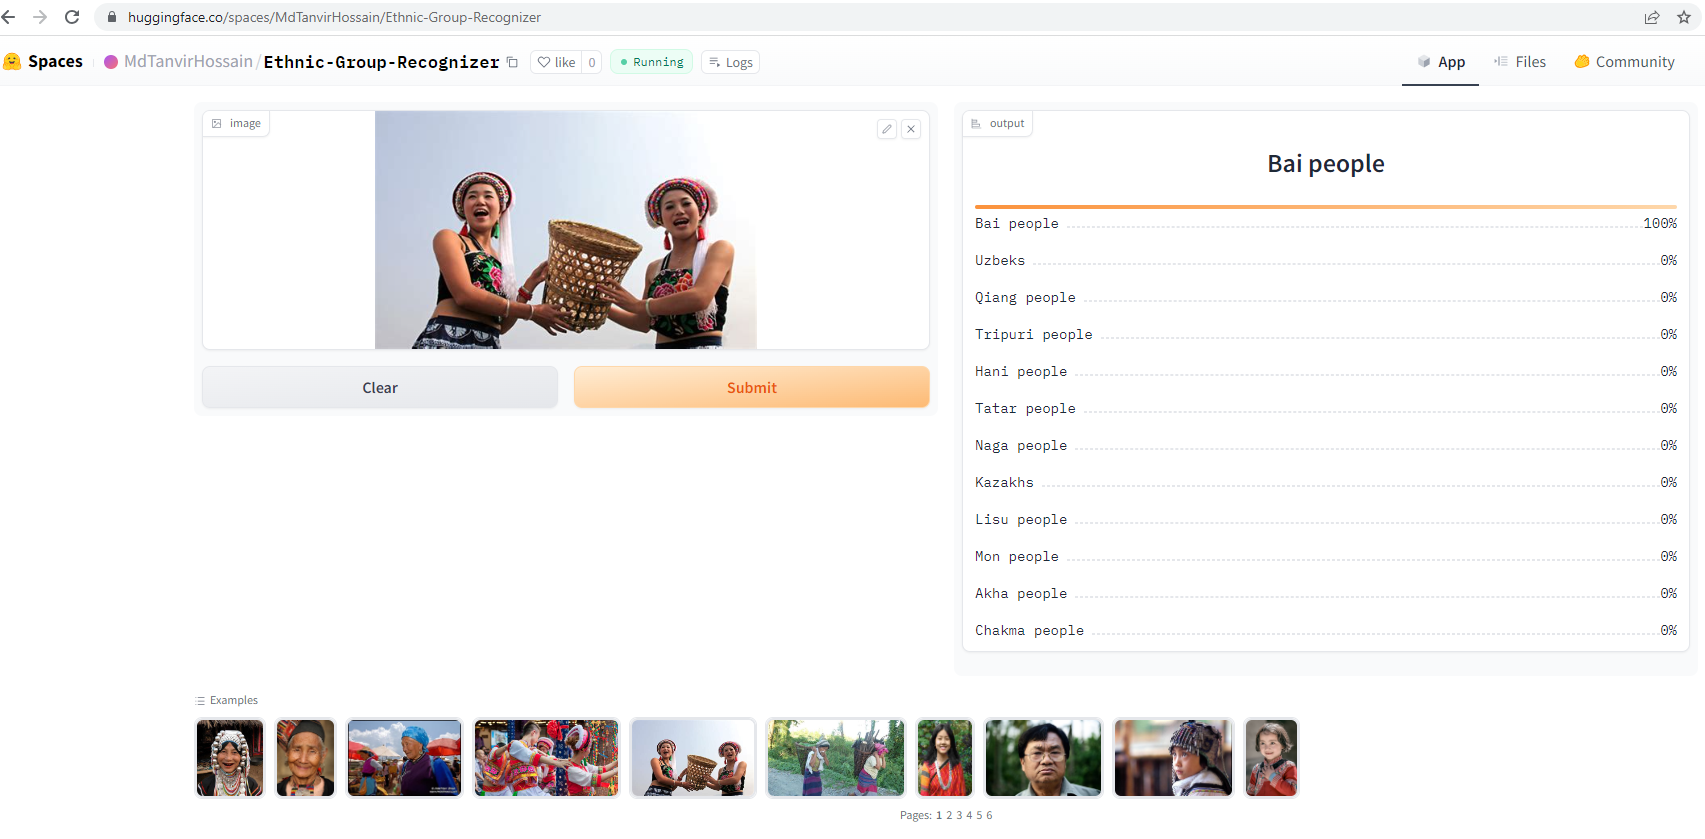 huggingface.co/spaces/MdTanvirHossain/Ethnic-Group-Recognizer
Spaces MdTanvirHossain/Ethnic-Group-Recognizer like 0 Running Logs App Files Community
image
output
Bai people
Bai people 100%
Uzbeks 0%
Qiang people 0%
Tripuri people 0%
Hani people 0%
Tatar people 0%
Naga people 0%
Kazakhs 0%
Lisu people 0%
Mon people 0%
Akha people 0%
Chakma people 0%
Clear Submit
Examples
Pages: 1 2 3 4 5 6